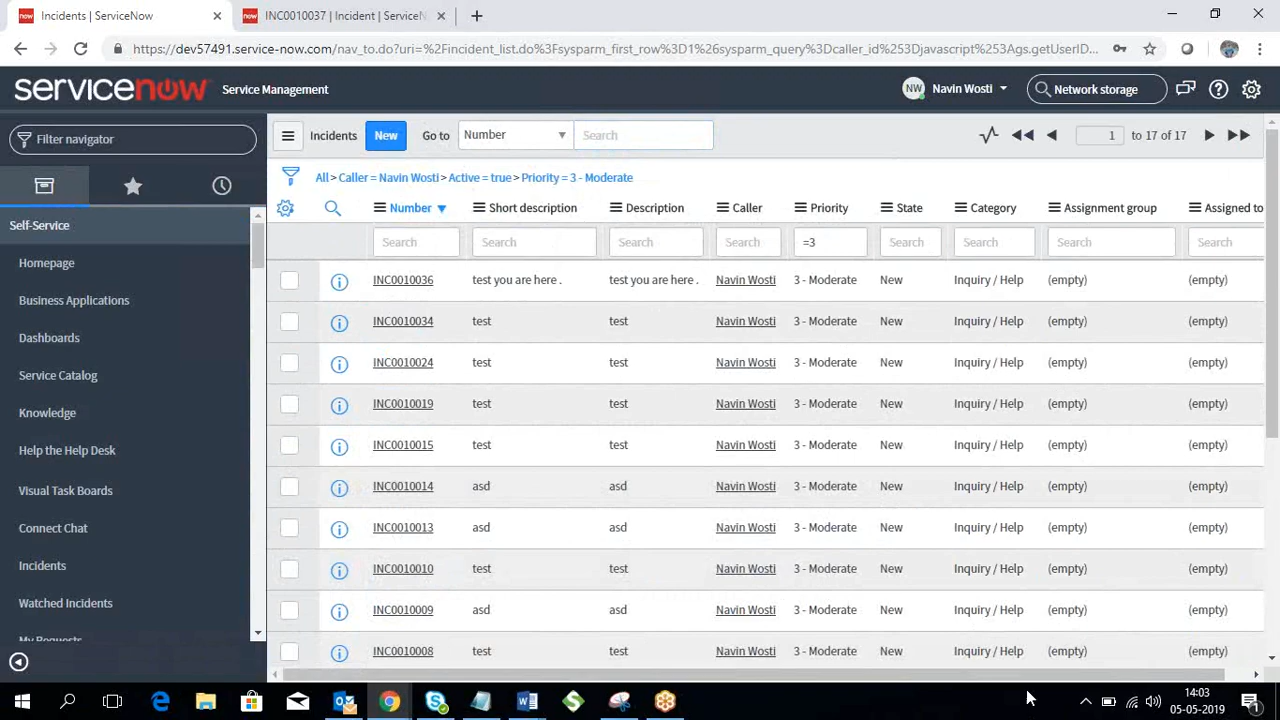 Incidents | ServiceNow
INC0010037 | Incident | ServiceN
https://dev57491.service-now.com/nav_to.do?uri=%2Fincident_list.do%3Fsysparm_first_row%3D1%26sysparm_query%3Dcaller_id%253Djavascript%253Ags.getUserID...
servicenow Service Management
NW Navin Wosti Network storage
Filter navigator
Incidents New Go to Number Search 1 to 17 of 17
All > Caller = Navin Wosti > Active = true > Priority = 3 - Moderate
Number Short description Description Caller Priority State Category Assignment group Assigned to
Search Search Search Search =3 Search Search Search Search
INC0010036 test you are here . test you are here . Navin Wosti 3 - Moderate New Inquiry / Help (empty) (empty)
INC0010034 test test Navin Wosti 3 - Moderate New Inquiry / Help (empty) (empty)
INC0010024 test test Navin Wosti 3 - Moderate New Inquiry / Help (empty) (empty)
INC0010019 test test Navin Wosti 3 - Moderate New Inquiry / Help (empty) (empty)
INC0010015 test test Navin Wosti 3 - Moderate New Inquiry / Help (empty) (empty)
INC0010014 asd asd Navin Wosti 3 - Moderate New Inquiry / Help (empty) (empty)
INC0010013 asd asd Navin Wosti 3 - Moderate New Inquiry / Help (empty) (empty)
INC0010010 test test Navin Wosti 3 - Moderate New Inquiry / Help (empty) (empty)
INC0010009 asd asd Navin Wosti 3 - Moderate New Inquiry / Help (empty) (empty)
INC0010008 test test Navin Wosti 3 - Moderate New Inquiry / Help (empty) (empty)
Self-Service
Homepage
Business Applications
Dashboards
Service Catalog
Knowledge
Help the Help Desk
Visual Task Boards
Connect Chat
Incidents
Watched Incidents
My Requests
14:03
05-05-2019
1